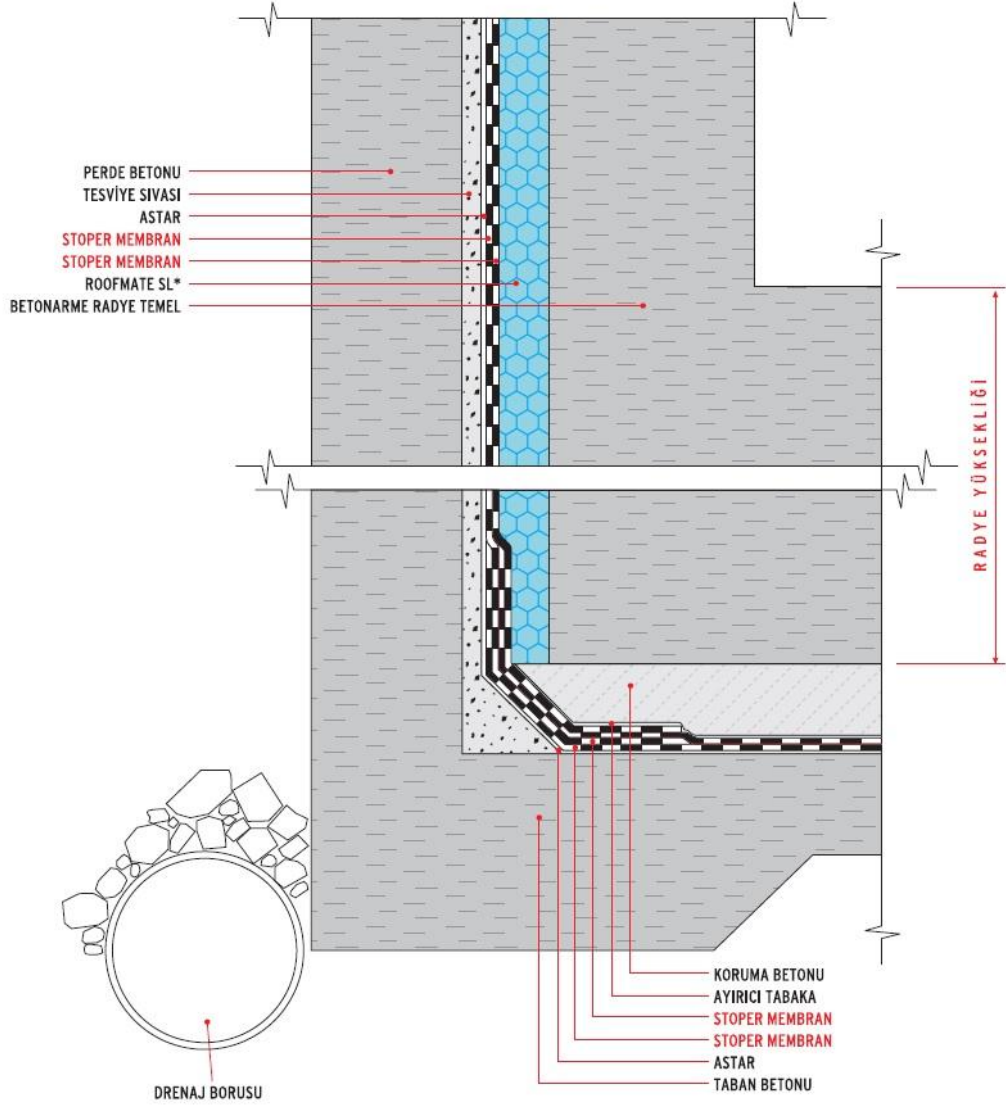 PERDE BETONU
TESVİYE SIVASI
ASTAR
STOPER MEMBRAN
STOPER MEMBRAN
ROOFMATE SL*
BETONARME RADYE TEMEL
RADYE YÜKSEKLİĞİ
KORUMA BETONU
AYIRICI TABAKA
STOPER MEMBRAN
STOPER MEMBRAN
ASTAR
TABAN BETONU
DRENAJ BORUSU